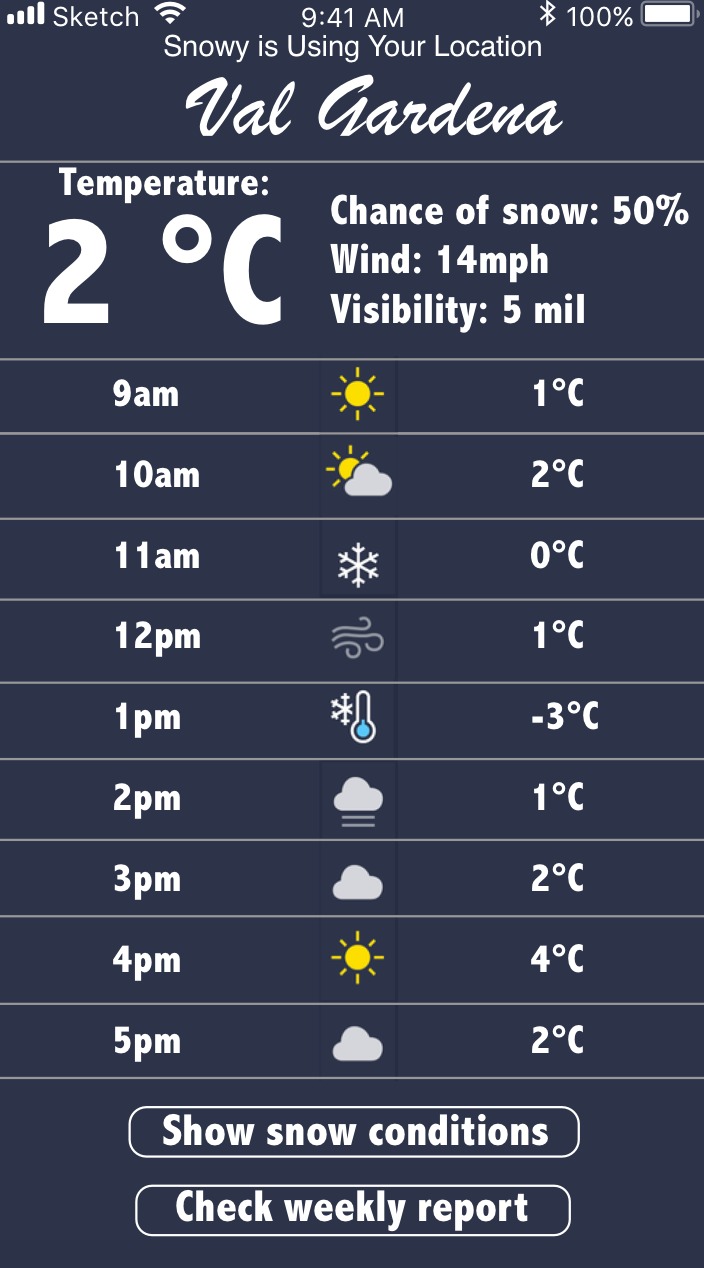 Sketch 9:41 AM 100%
Snowy is Using Your Location
Val Gardena
Temperature:
2 °C
Chance of snow: 50%
Wind: 14mph
Visibility: 5 mil
9am 1°C
10am 2°C
11am 0°C
12pm 1°C
1pm -3°C
2pm 1°C
3pm 2°C
4pm 4°C
5pm 2°C
Show snow conditions
Check weekly report